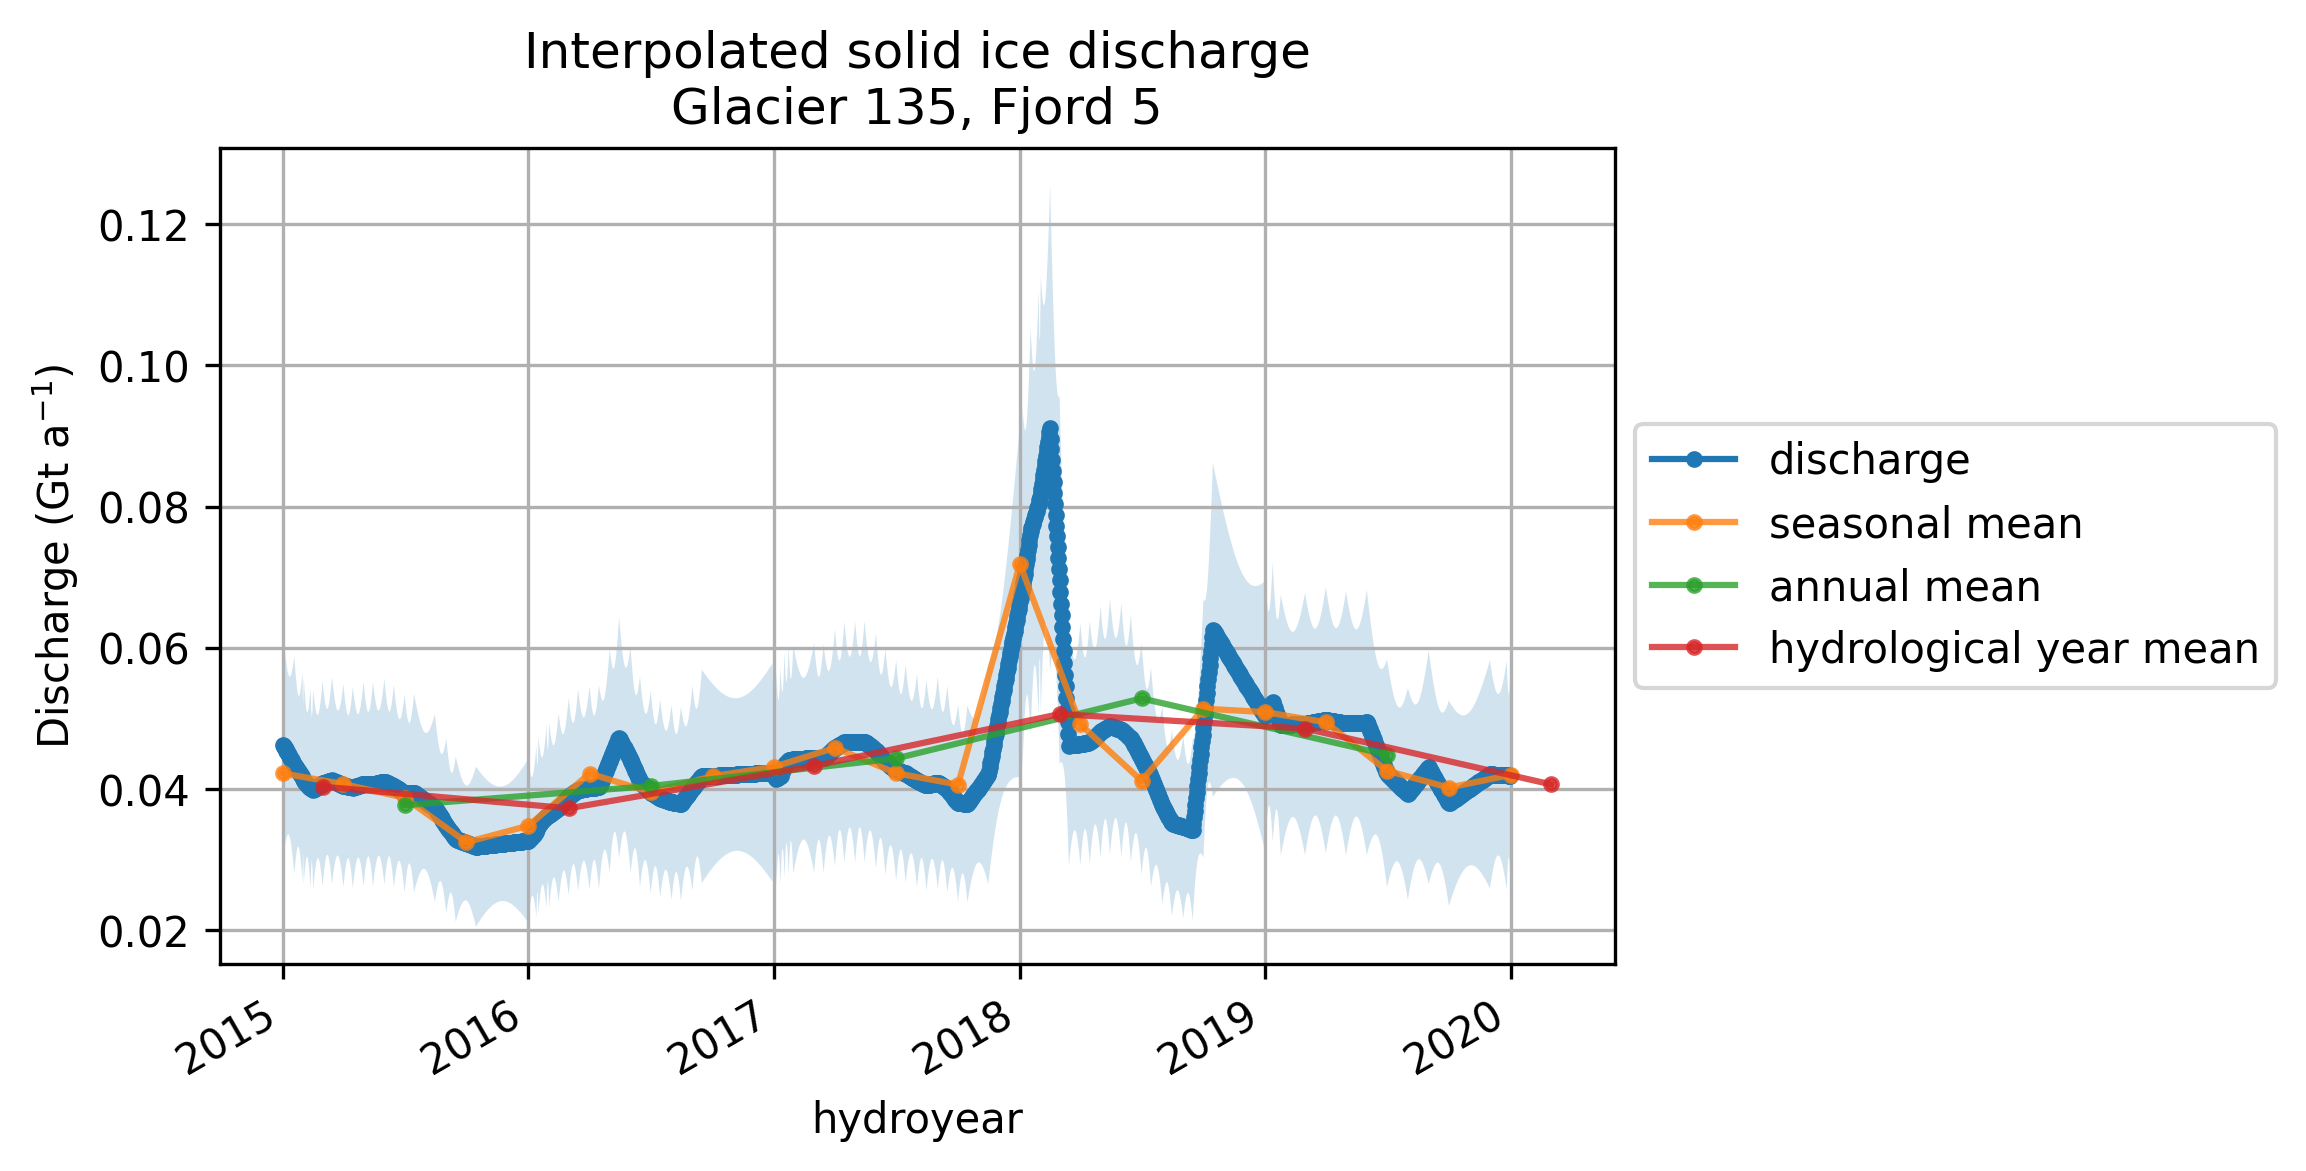 Interpolated solid ice discharge
Glacier 135, Fjord 5
Discharge (Gt a⁻¹)
0.12
0.10
0.08
0.06
0.04
0.02
2015
2016
2017
2018
2019
2020
hydroyear
discharge
seasonal mean
annual mean
hydrological year mean